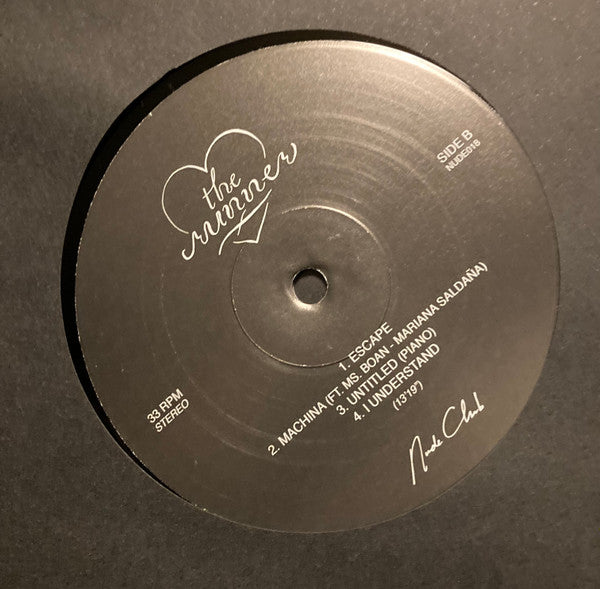 the
runner
SIDE B
NUDE018
1. ESCAPE
2. MACHINA (FT. MS. BOAN - MARIANA SALDAÑA)
3. UNTITLED (PIANO)
4. I UNDERSTAND
(13'19")
33 RPM
STEREO
Nude Club